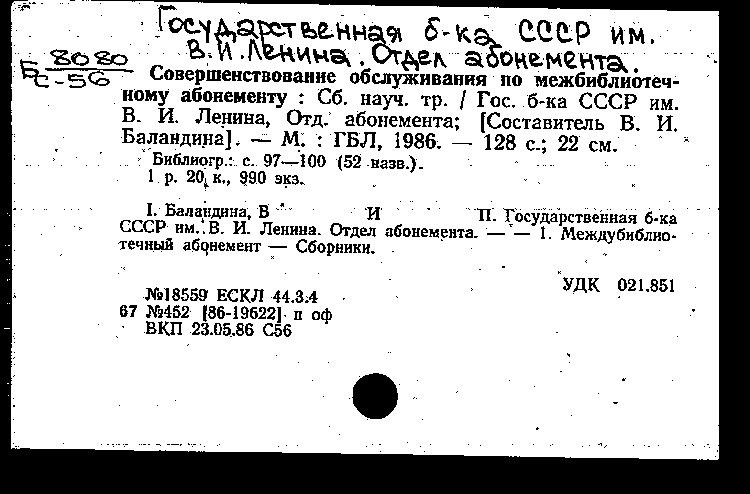 Государственная б-ка СССР им.
В.И. Ленина. Отдел абонемента.
Б 8080
С-56
Совершенствование обслуживания по межбиблиотеч-
ному абонементу : Сб. науч. тр. / Гос. б-ка СССР им.
В. И. Ленина, Отд. абонемента; [Составитель В. И.
Баландина]. — М. : ГБЛ, 1986. — 128 с.; 22 см.
Библиогр.: с. 97—100 (52 назв.).
1 р. 20 к., 990 экз.
I. Баландина, В И II. Государственная б-ка
СССР им. В. И. Ленина. Отдел абонемента. — — 1. Междубиблио-
течный абонемент — Сборники.
УДК 021.851
№18559 ЕСКЛ 44.3.4
67 №452 [86-19622] п оф
ВКП 23.05.86 С56